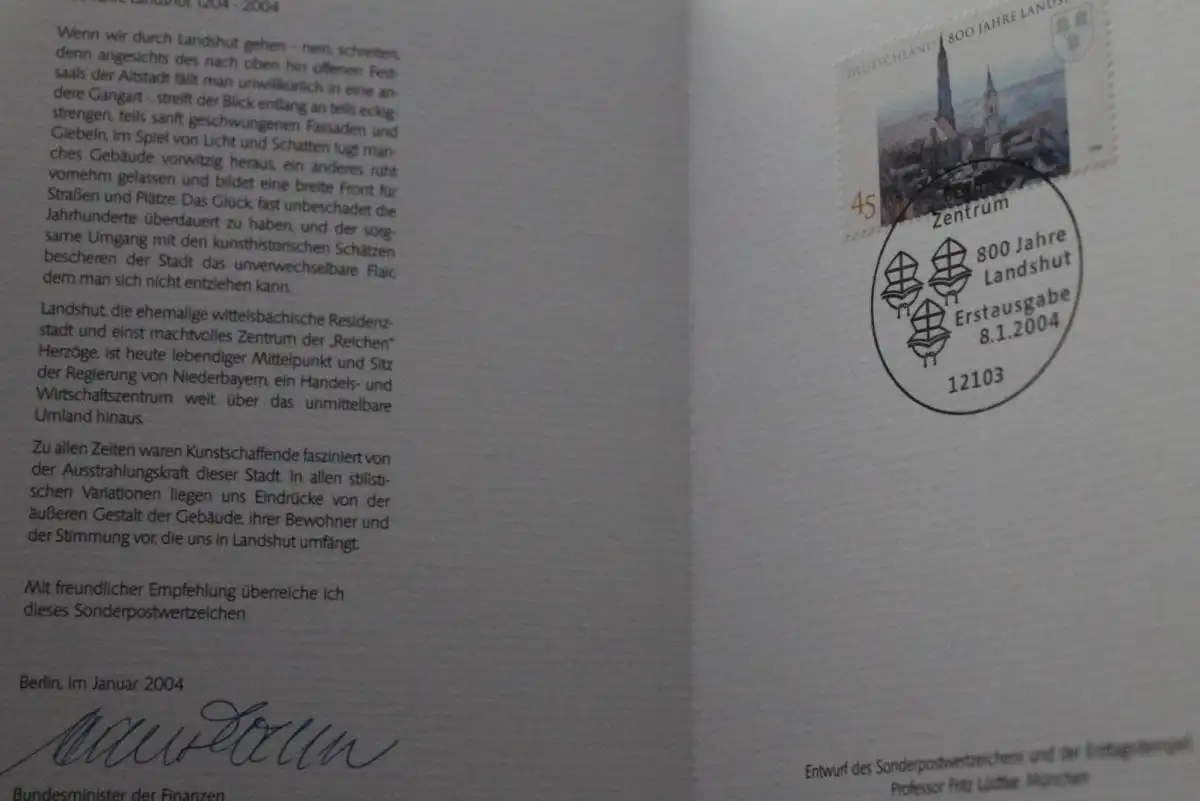 Landshut 1204 - 2004
Wenn wir durch Landshut gehen - nein, schreiten,
denn angesichts des nach oben hin offenen Fest-
saals der Altstadt fällt man unwillkürlich in eine an-
dere Gangart -, streift der Blick entlang an teils eckig-
strengen, teils sanft geschwungenen Fassaden und
Giebeln. Im Spiel von Licht und Schatten lugt man-
ches Gebäude vorwitzig heraus, ein anderes ruht
vornehm gelassen und bildet eine breite Front für
Straßen und Plätze. Das Glück, fast unbeschadet die
Jahrhunderte überdauert zu haben, und der sorg-
same Umgang mit den kunsthistorischen Schätzen
bescheren der Stadt das unverwechselbare Flair,
dem man sich nicht entziehen kann.
Landshut, die ehemalige wittelsbachische Residenz-
stadt und einst machtvolles Zentrum der „Reichen"
Herzöge, ist heute lebendiger Mittelpunkt und Sitz
der Regierung von Niederbayern, ein Handels- und
Wirtschaftszentrum weit über das unmittelbare
Umland hinaus.
Zu allen Zeiten waren Kunstschaffende fasziniert von
der Ausstrahlungskraft dieser Stadt. In allen stilisti-
schen Variationen liegen uns Eindrücke von der
äußeren Gestalt der Gebäude, ihrer Bewohner und
der Stimmung vor, die uns in Landshut umfängt.
Mit freundlicher Empfehlung überreiche ich
dieses Sonderpostwertzeichen
Berlin, im Januar 2004
Bundesminister der Finanzen
DEUTSCHLAND 800 JAHRE LANDS
45
Zentrum
800 Jahre
Landshut
Erstausgabe
8.1.2004
12103
Entwurf des Sonderpostwertzeichens und der Ersttagsstempel
Professor Fritz Lüdtke, München